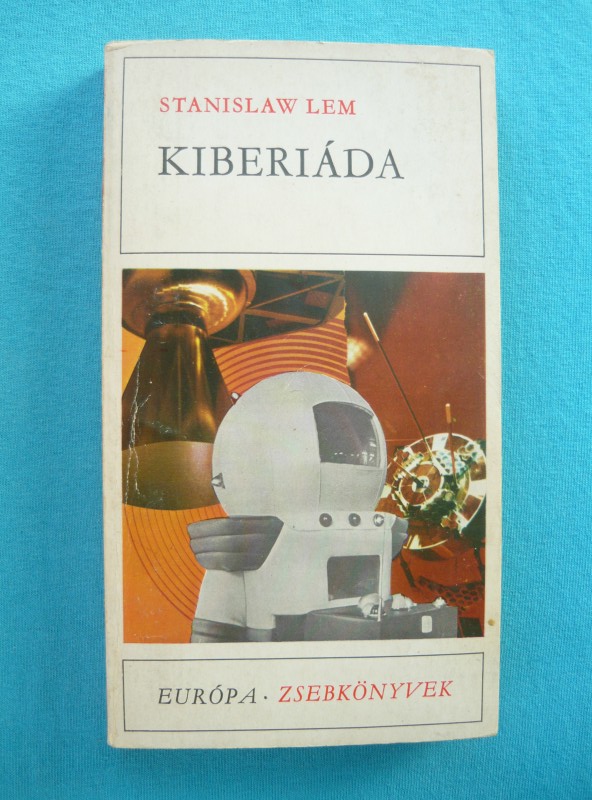 STANISLAW LEM
KIBERIÁDA
EURÓPA · ZSEBKÖNYVEK